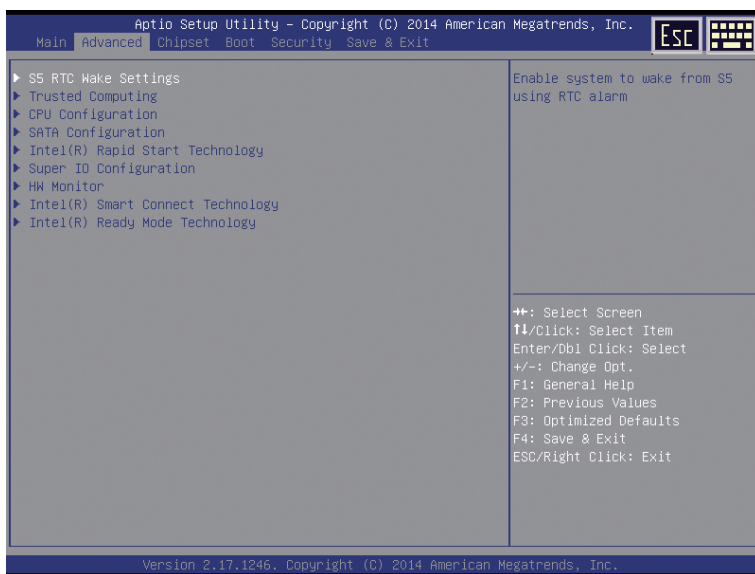 Aptio Setup Utility – Copyright (C) 2014 American Megatrends, Inc.
Esc
Main Advanced Chipset Boot Security Save & Exit
S5 RTC Wake Settings
Trusted Computing
CPU Configuration
SATA Configuration
Intel(R) Rapid Start Technology
Super IO Configuration
HW Monitor
Intel(R) Smart Connect Technology
Intel(R) Ready Mode Technology
Enable system to wake from S5
using RTC alarm
→←: Select Screen
↑↓/Click: Select Item
Enter/Dbl Click: Select
+/-: Change Opt.
F1: General Help
F2: Previous Values
F3: Optimized Defaults
F4: Save & Exit
ESC/Right Click: Exit
Version 2.17.1246. Copyright (C) 2014 American Megatrends, Inc.